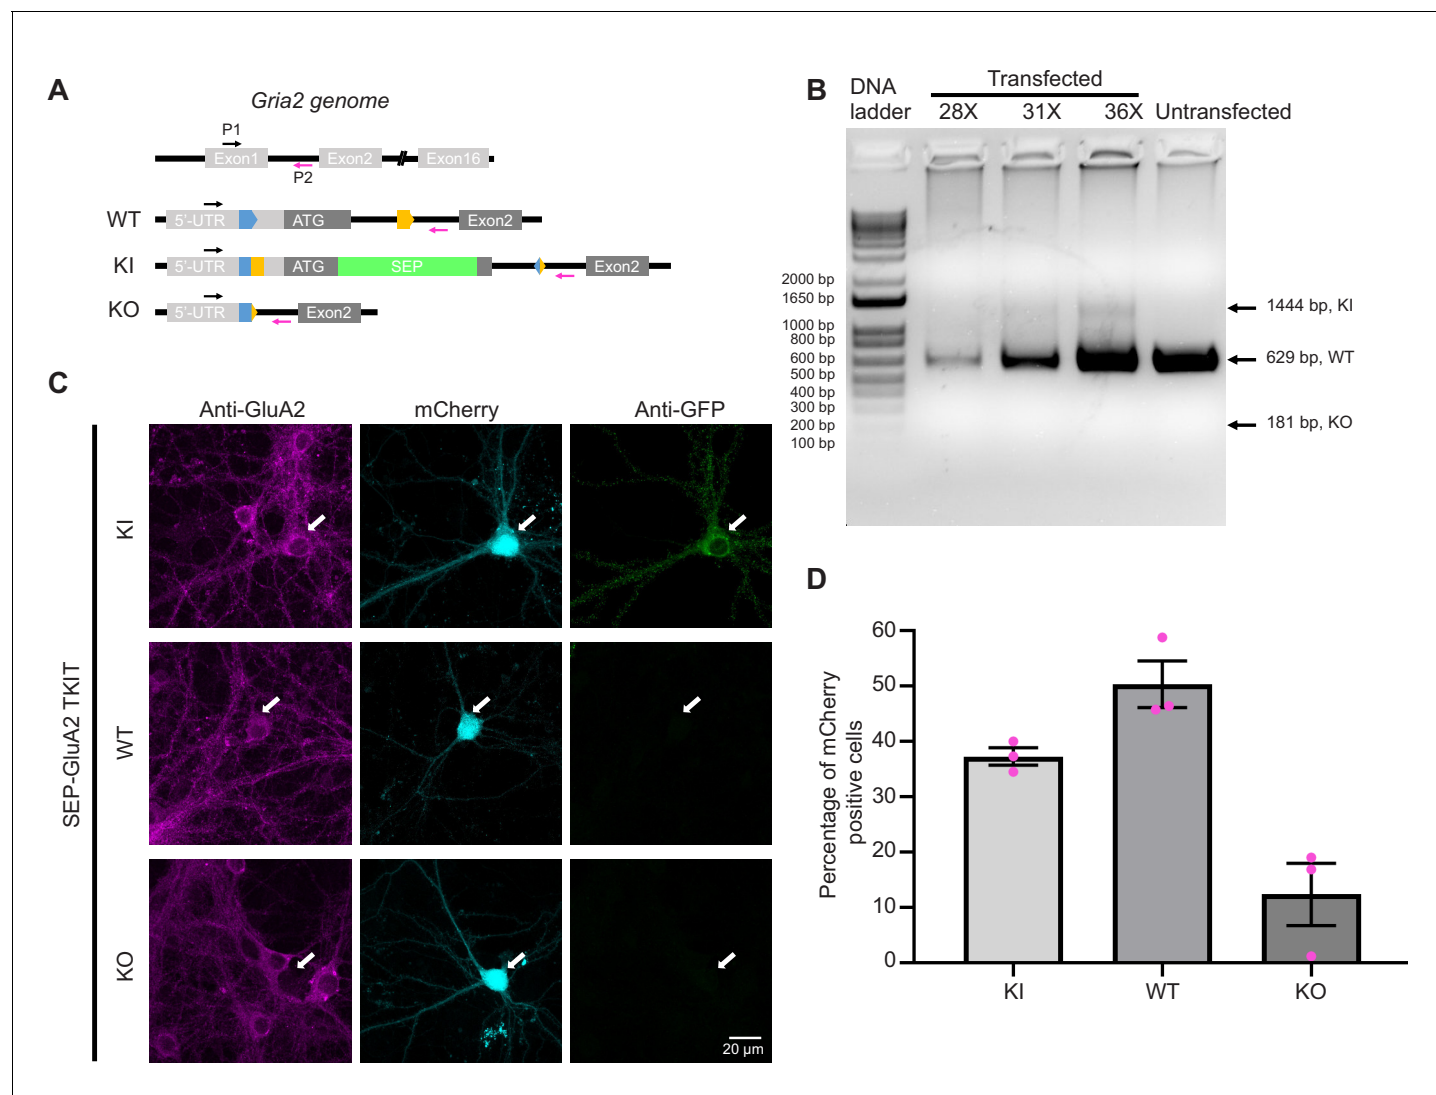 A
Gria2 genome
P1
Exon1
Exon2
Exon16
P2
WT
5'-UTR
ATG
Exon2
KI
5'-UTR
ATG
SEP
Exon2
KO
5'-UTR
Exon2
B
DNA
ladder
Transfected
28X
31X
36X
Untransfected
2000 bp
1650 bp
1000 bp
800 bp
600 bp
500 bp
400 bp
300 bp
200 bp
100 bp
1444 bp, KI
629 bp, WT
181 bp, KO
C
Anti-GluA2
mCherry
Anti-GFP
SEP-GluA2 TKIT
KI
WT
KO
20 μm
D
Percentage of mCherry
positive cells
60
50
40
30
20
10
0
KI
WT
KO